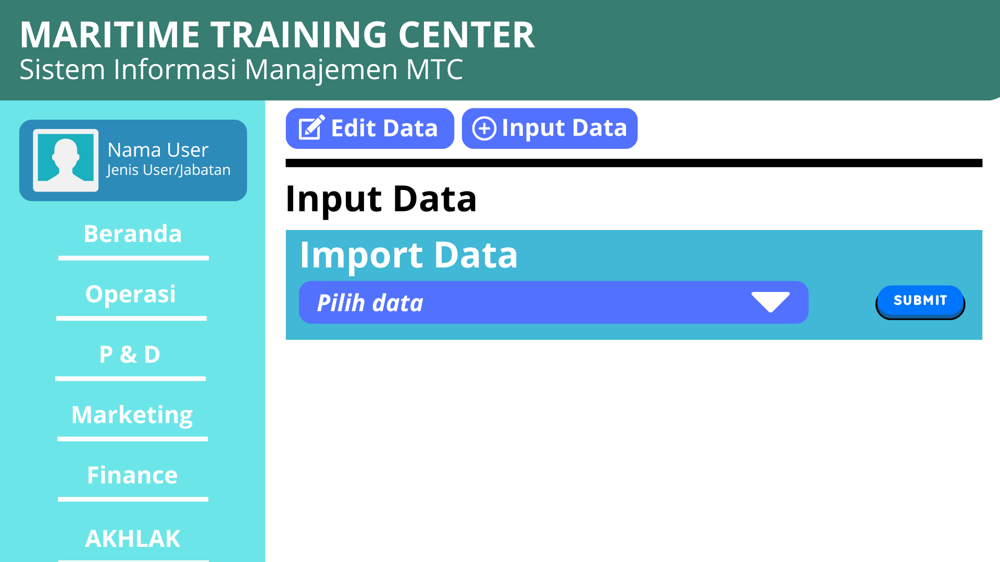 MARITIME TRAINING CENTER
Sistem Informasi Manajemen MTC
Nama User
Jenis User/Jabatan
Beranda
Operasi
P & D
Marketing
Finance
AKHLAK
Edit Data
Input Data
Input Data
Import Data
Pilih data
SUBMIT